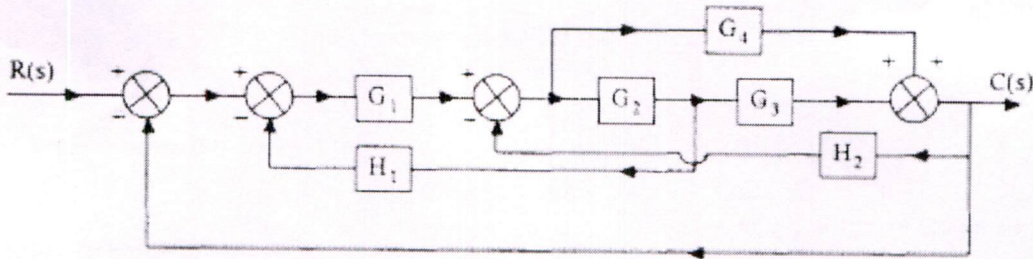 G₄
+ +
R(s) + + + C(s)
G₁ G₂ G₃
− − −
H₂
H₁